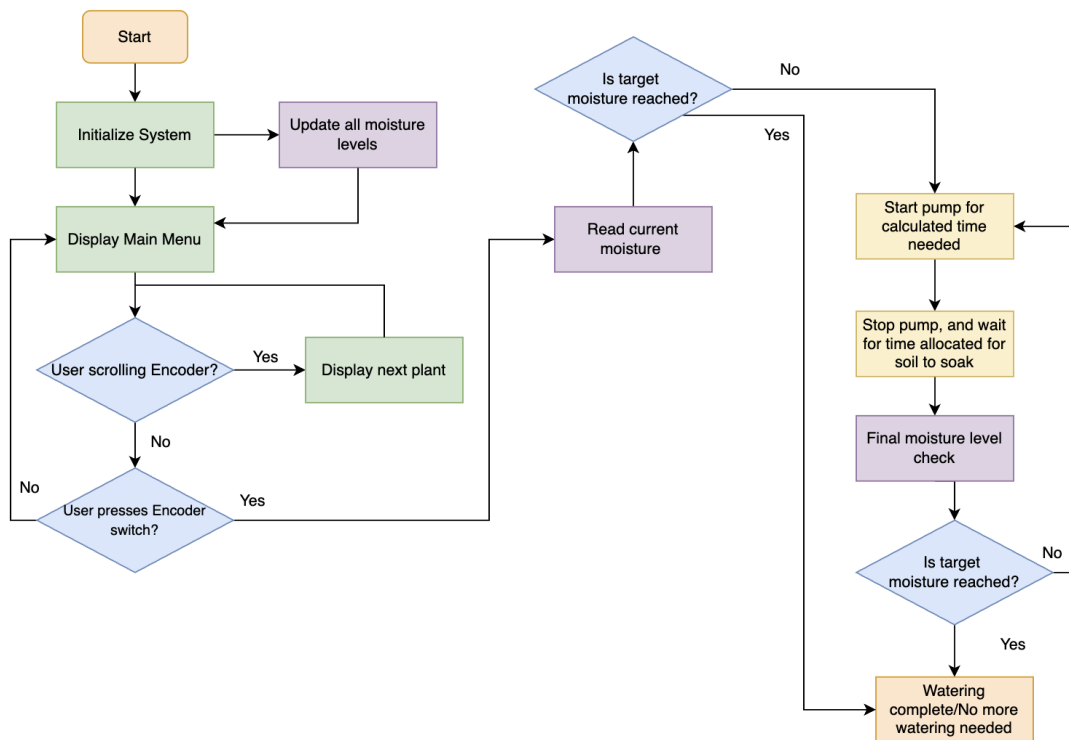 Start
Initialize System
Update all moisture
levels
Display Main Menu
User scrolling Encoder?
Yes
Display next plant
No
User presses Encoder
switch?
No
Yes
Is target
moisture reached?
No
Yes
Read current
moisture
Start pump for
calculated time
needed
Stop pump, and wait
for time allocated for
soil to soak
Final moisture level
check
Is target
moisture reached?
No
Yes
Watering
complete/No more
watering needed